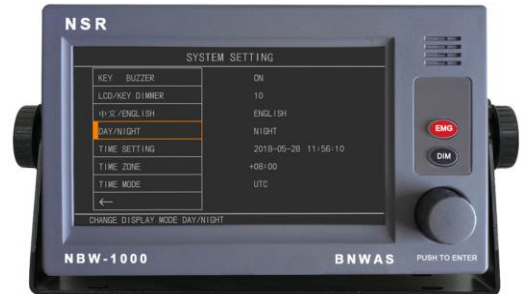 NSR
SYSTEM SETTING
KEY BUZZER ON
LCD/KEY DIMMER 10
中文/ENGLISH ENGLISH
DAY/NIGHT NIGHT
TIME SETTING 2018-05-28 11:56:10
TIME ZONE +08:00
TIME MODE UTC
←
CHANGE DISPLAY MODE DAY/NIGHT
EMG
DIM
NBW-1000 BNWAS PUSH TO ENTER